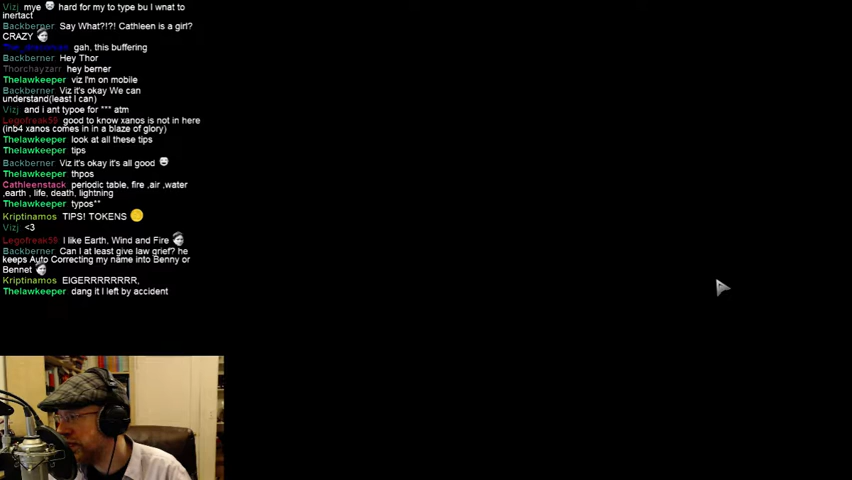 Vizj mye hard for my to type bu I wnat to
inertact
Backberner Say What?!?! Cathleen is a girl?
CRAZY
gah, this buffering
Backberner Hey Thor
Thorchayzarr hey berner
Thelawkeeper viz I'm on mobile
Backberner Viz it's okay We can
understand(least I can)
Vizj and i ant typoe for *** atm
Legofreak59 good to know xanos is not in here
(inb4 xanos comes in in a blaze of glory)
Thelawkeeper look at all these tips
Thelawkeeper tips
Backberner Viz it's okay it's all good
Thelawkeeper thpos
Cathleenstack periodic table, fire ,air ,water
,earth , life, death, lightning
Thelawkeeper typos**
Kriptinamos TIPS! TOKENS
Vizj <3
Legofreak59 I like Earth, Wind and Fire
Backberner Can I at least give law grief? he
keeps Auto Correcting my name into Benny or
Bennet
Kriptinamos EIGERRRRRRRR,
Thelawkeeper dang it I left by accident